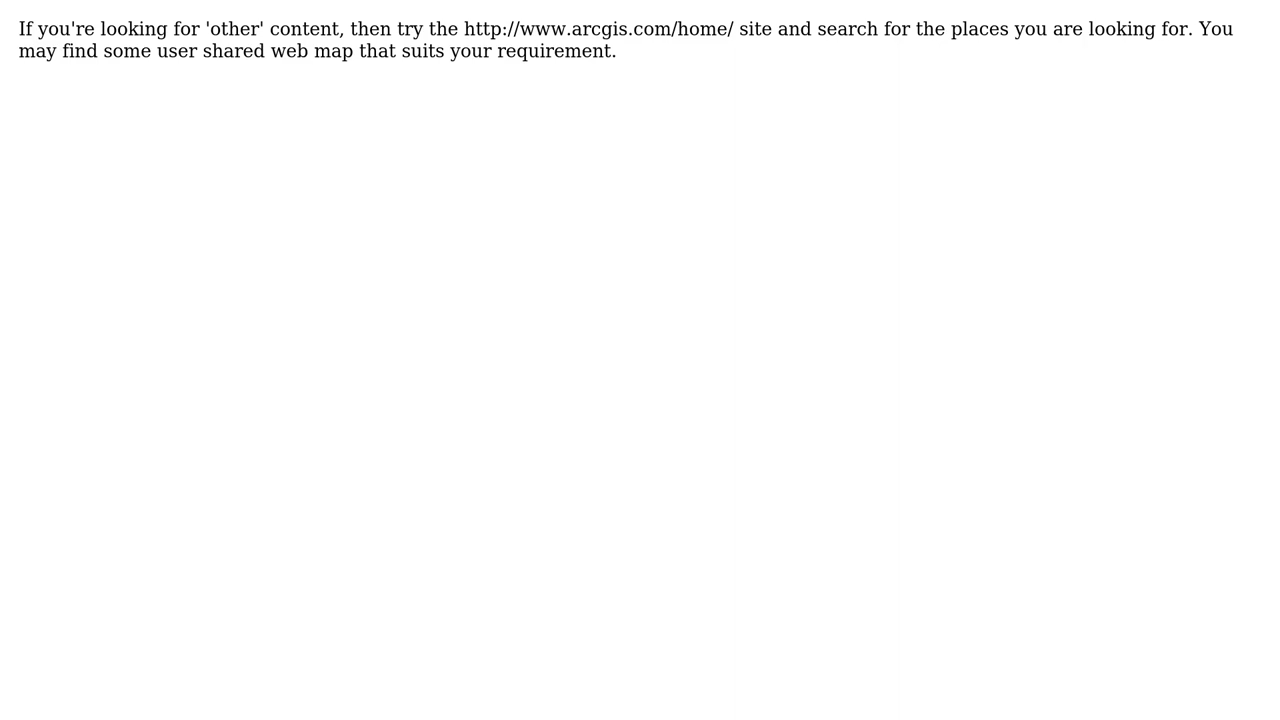 If you're looking for 'other' content, then try the http://www.arcgis.com/home/ site and search for the places you are looking for. You
may find some user shared web map that suits your requirement.